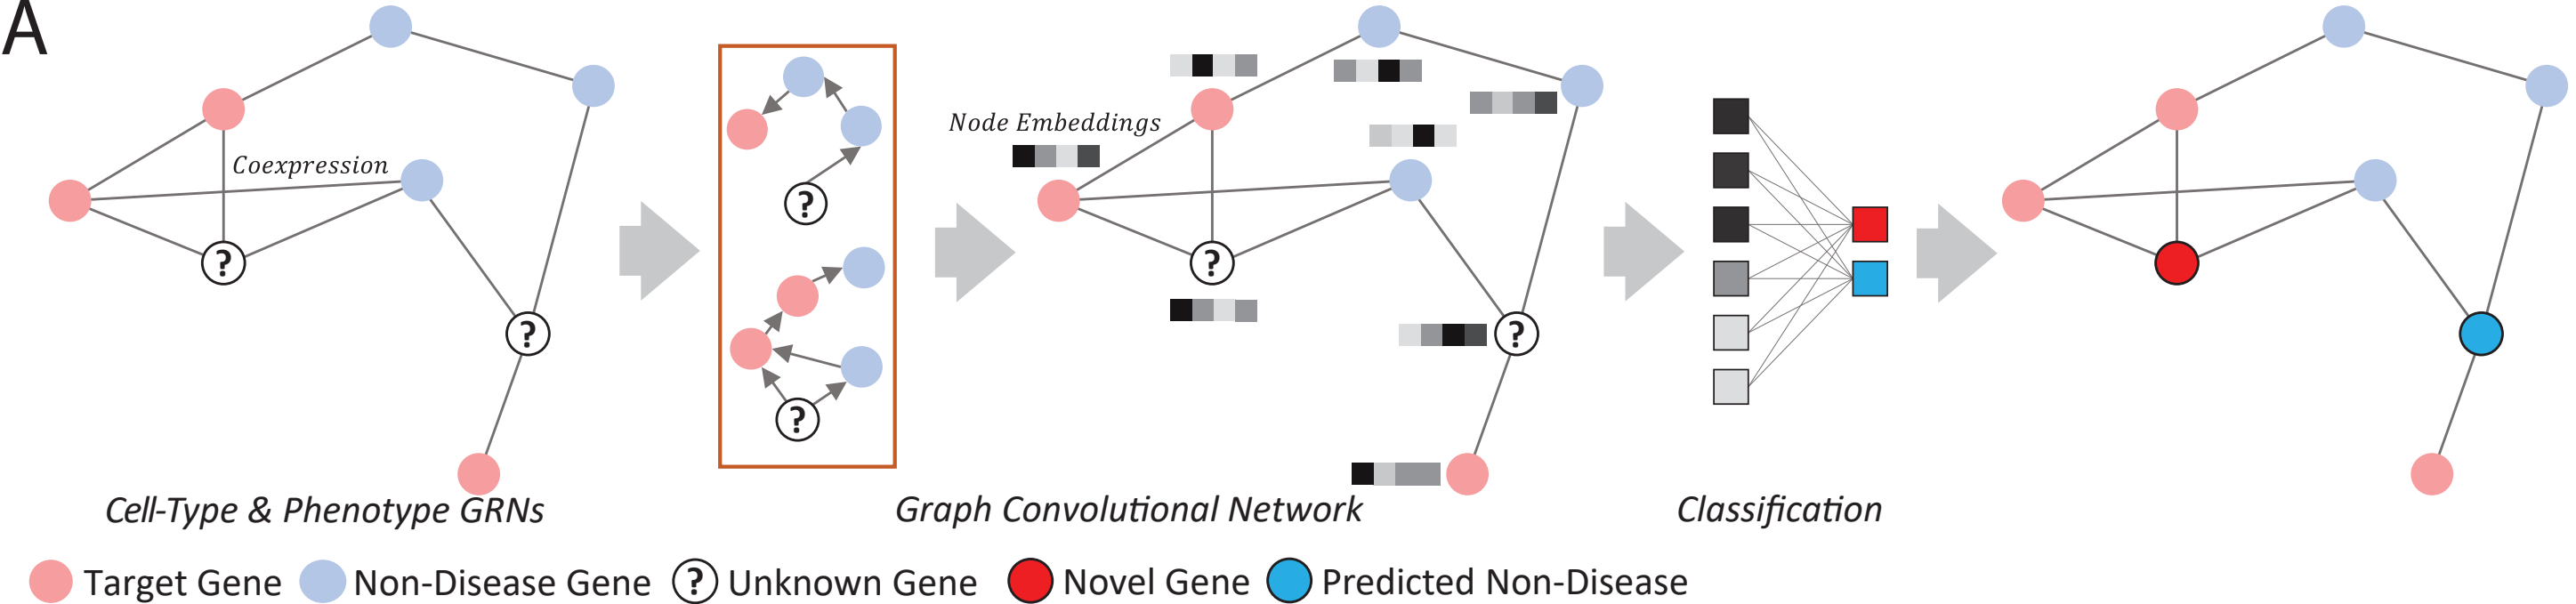 A
Coexpression
?
?
?
?
Node Embeddings
?
?
Cell-Type & Phenotype GRNs
Graph Convolutional Network
Classification
Target Gene
Non-Disease Gene
? Unknown Gene
Novel Gene
Predicted Non-Disease